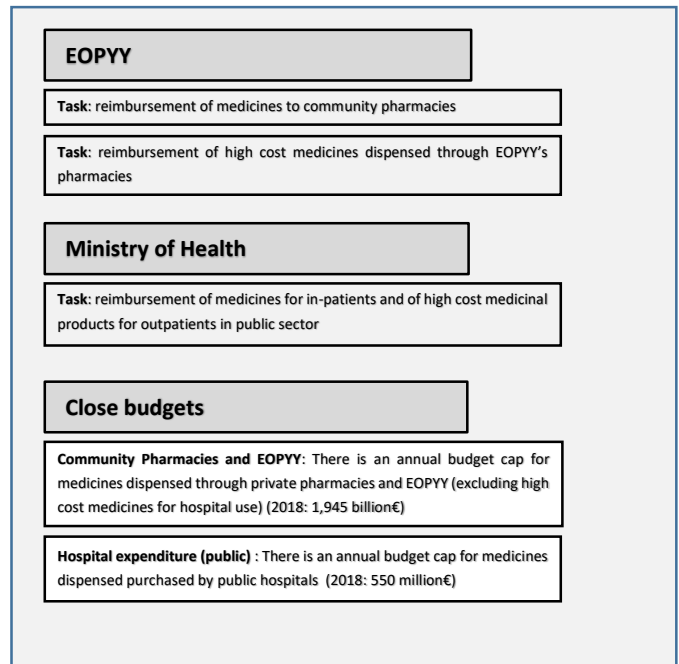 EOPYY
Task: reimbursement of medicines to community pharmacies
Task: reimbursement of high cost medicines dispensed through EOPYY's
pharmacies
Ministry of Health
Task: reimbursement of medicines for in-patients and of high cost medicinal
products for outpatients in public sector
Close budgets
Community Pharmacies and EOPYY: There is an annual budget cap for
medicines dispensed through private pharmacies and EOPYY (excluding high
cost medicines for hospital use) (2018: 1,945 billion€)
Hospital expenditure (public) : There is an annual budget cap for medicines
dispensed purchased by public hospitals (2018: 550 million€)